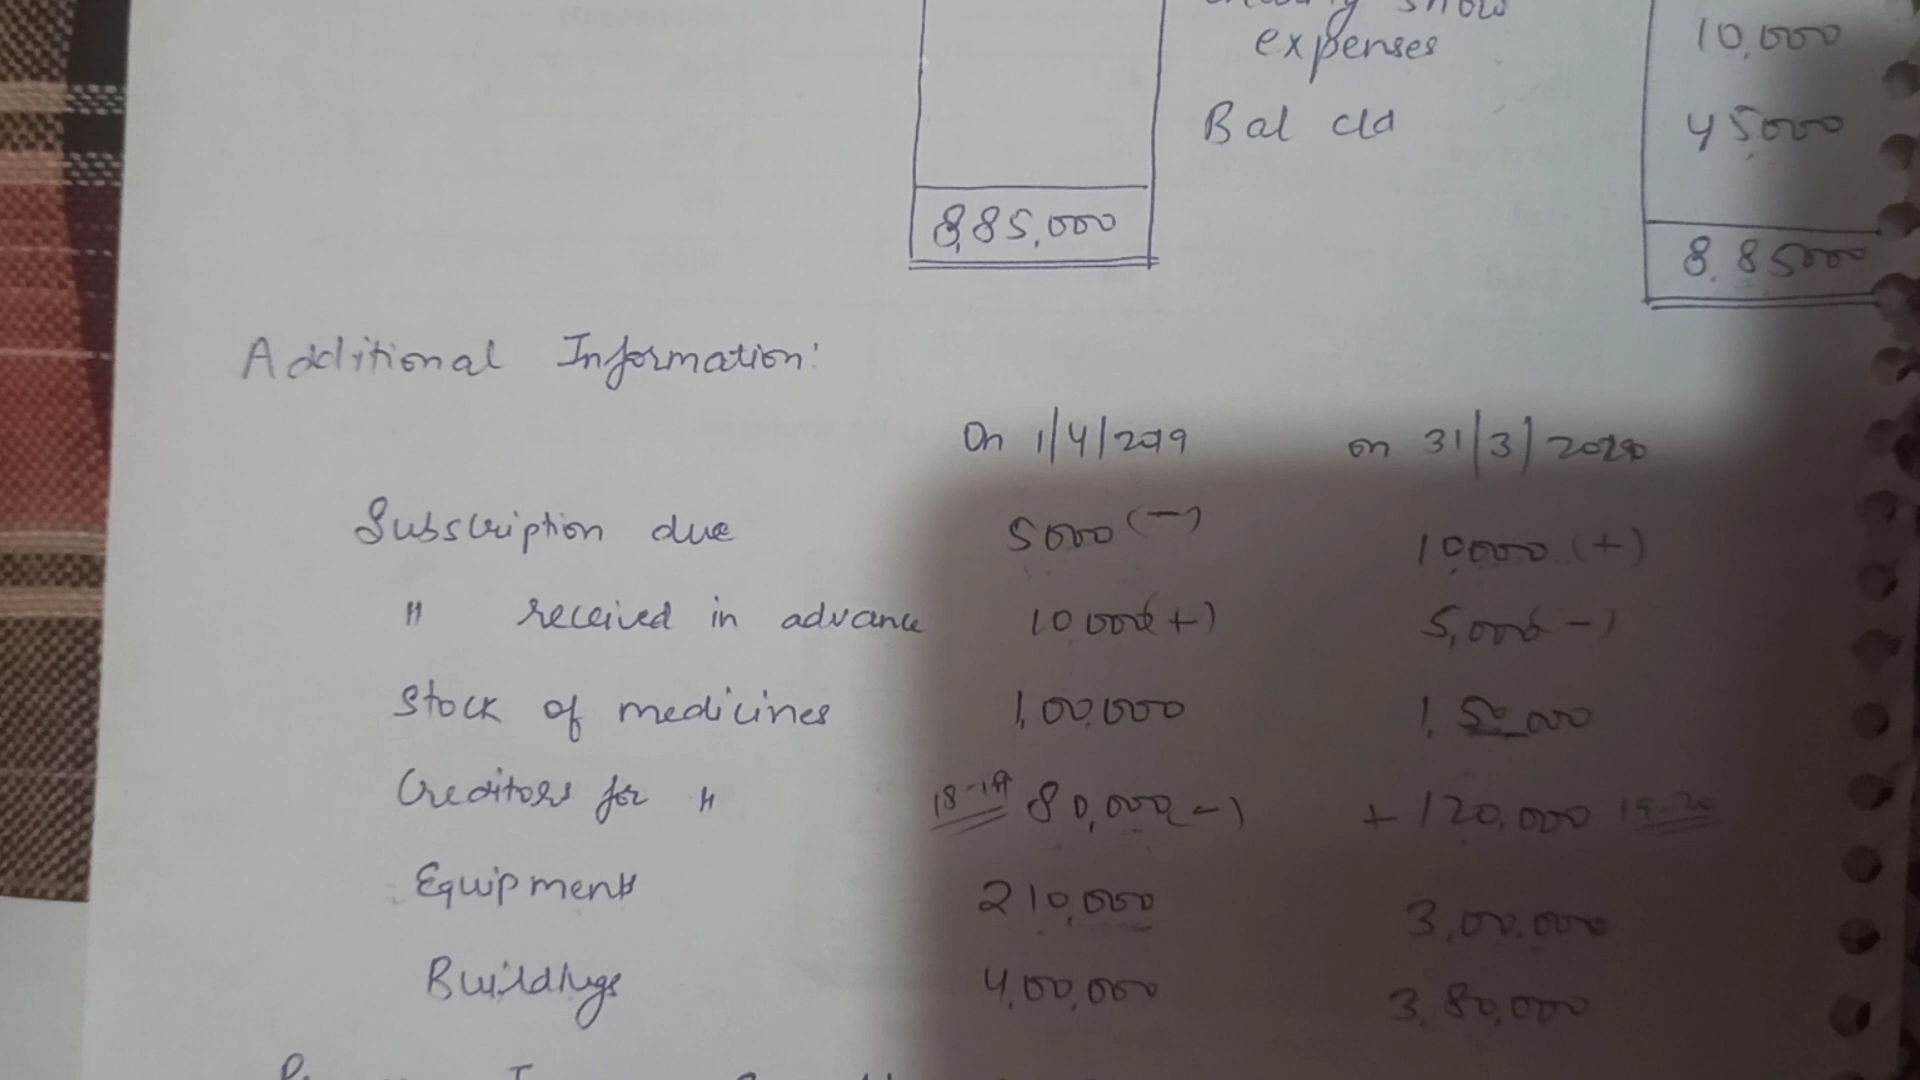 show
expenses 10,000
Bal c/d 45,000
8,85,000 8,85000
Additional Information:
On 1/4/2019 on 31/3/2020
Subscription due 5000 (-) 10,000 (+)
" received in advance 10,000(+) 5,000(-)
Stock of medicines 1,00,000 1,50,000
Creditors for " 18-19 80,000(-) + 120,000 19-20
Equipments 210,000 3,00,000
Buildings 4,00,000 3,80,000